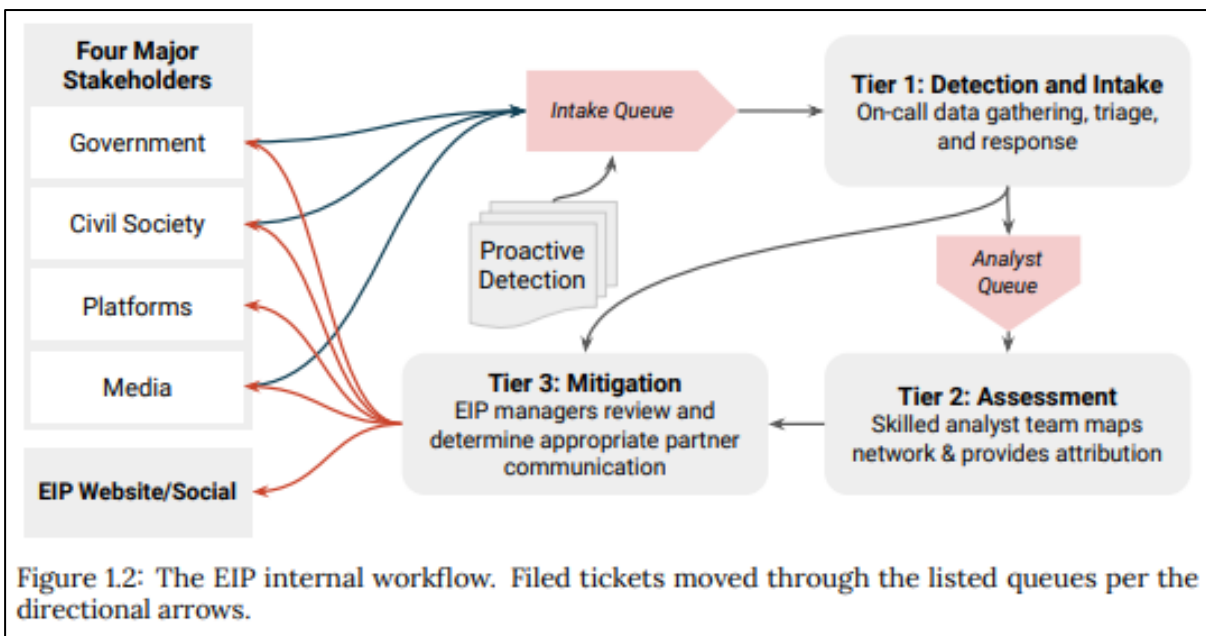 Four Major
Stakeholders
Government
Civil Society
Platforms
Media
EIP Website/Social
Intake Queue
Proactive
Detection
Tier 1: Detection and Intake
On-call data gathering, triage,
and response
Analyst
Queue
Tier 3: Mitigation
EIP managers review and
determine appropriate partner
communication
Tier 2: Assessment
Skilled analyst team maps
network & provides attribution
Figure 1.2: The EIP internal workflow. Filed tickets moved through the listed queues per the
directional arrows.